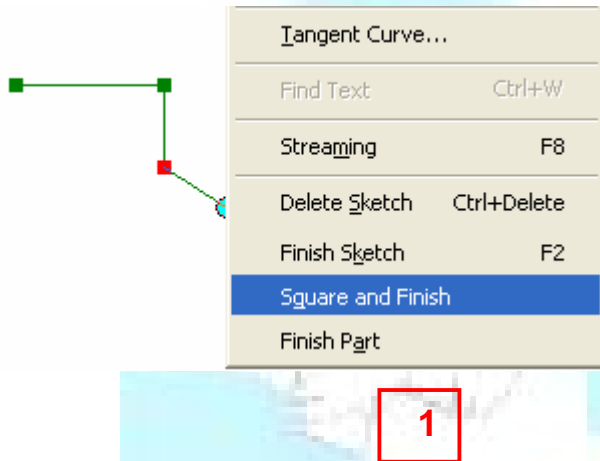 Tangent Curve...
Find Text Ctrl+W
Streaming F8
Delete Sketch Ctrl+Delete
Finish Sketch F2
Square and Finish
Finish Part
1